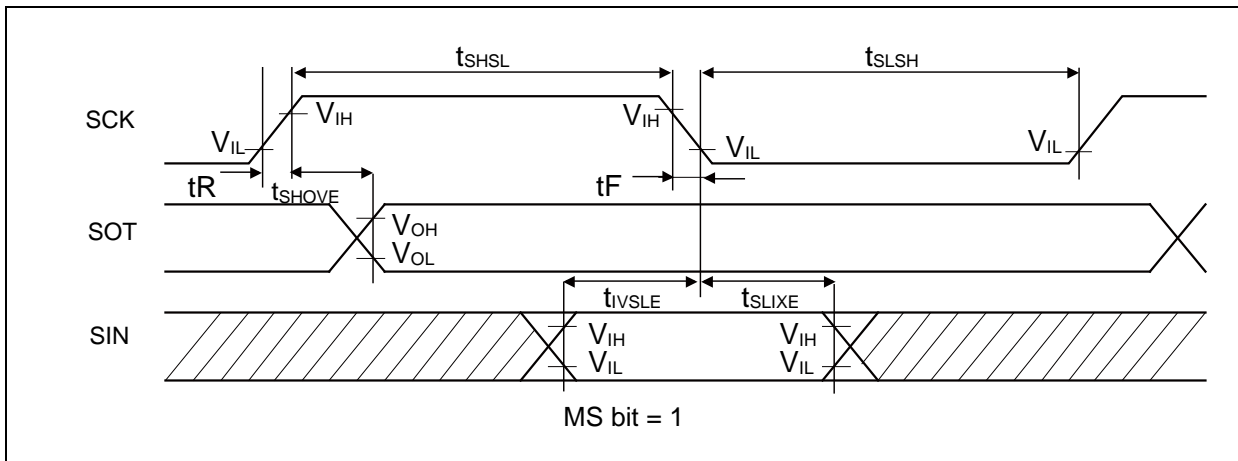 tSHSL
tSLSH
SCK
VIH
VIH
VIL
VIL
VIL
tR
tSHOVE
tF
SOT
VOH
VOL
tIVSLE
tSLIXE
SIN
VIH
VIH
VIL
VIL
MS bit = 1